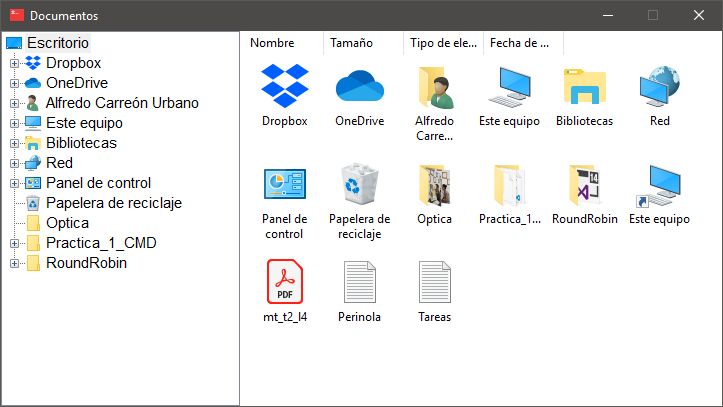 Documentos
Escritorio
Dropbox
OneDrive
Alfredo Carreón Urbano
Este equipo
Bibliotecas
Red
Panel de control
Papelera de reciclaje
Optica
Practica_1_CMD
RoundRobin
Nombre Tamaño Tipo de ele... Fecha de ...
Dropbox OneDrive Alfredo Este equipo Bibliotecas Red
Carre...
Panel de Papelera de Optica Practica_1... RoundRobin Este equipo
control reciclaje
14
PDF
mt_t2_l4 Perinola Tareas